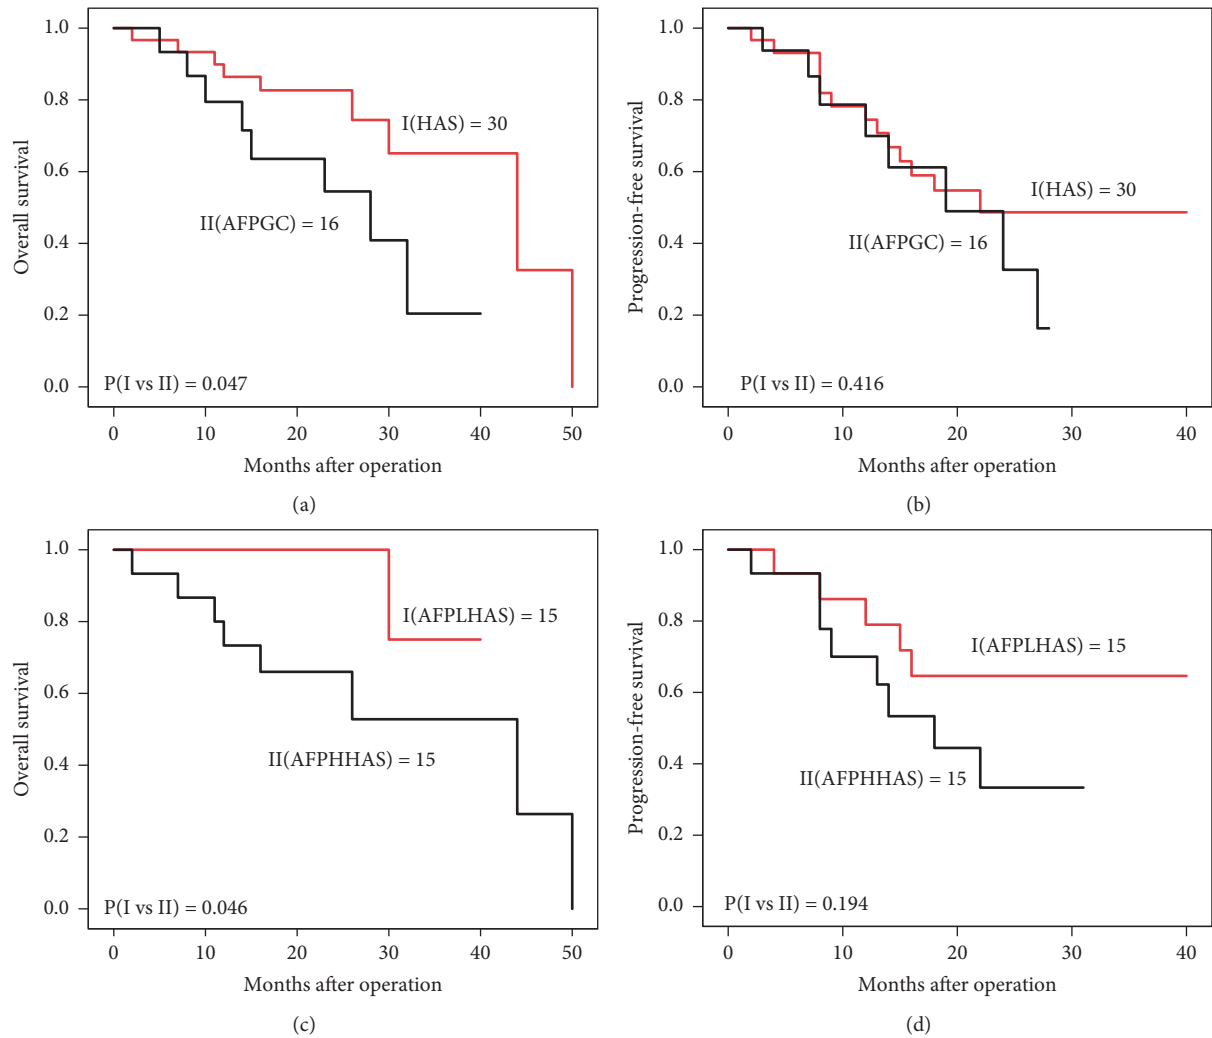 (a)
Overall survival
1.0
0.8
0.6
0.4
0.2
0.0
I(HAS) = 30
II(AFPGC) = 16
P(I vs II) = 0.047
0 10 20 30 40 50
Months after operation
(b)
Progression-free survival
1.0
0.8
0.6
0.4
0.2
0.0
I(HAS) = 30
II(AFPGC) = 16
P(I vs II) = 0.416
0 10 20 30 40
Months after operation
(c)
Overall survival
1.0
0.8
0.6
0.4
0.2
0.0
I(AFPLHAS) = 15
II(AFPHHAS) = 15
P(I vs II) = 0.046
0 10 20 30 40 50
Months after operation
(d)
Progression-free survival
1.0
0.8
0.6
0.4
0.2
0.0
I(AFPLHAS) = 15
II(AFPHHAS) = 15
P(I vs II) = 0.194
0 10 20 30 40
Months after operation